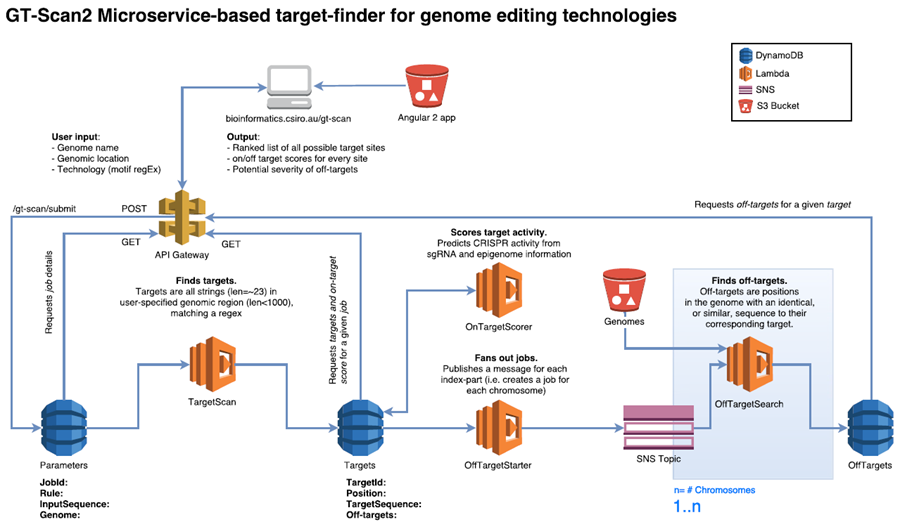 GT-Scan2 Microservice-based target-finder for genome editing technologies
DynamoDB
Lambda
SNS
S3 Bucket
bioinformatics.csiro.au/gt-scan
Angular 2 app
User input:
- Genome name
- Genomic location
- Technology (motif regEx)
Output:
- Ranked list of all possible target sites
- on/off target scores for every site
- Potential severity of off-targets
/gt-scan/submit
POST
GET
GET
API Gateway
Requests off-targets for a given target
Requests job details
Finds targets.
Targets are all strings (len=~23) in
user-specified genomic region (len<1000),
matching a regex
TargetScan
Requests targets and on-target
score for a given job
Scores target activity.
Predicts CRISPR activity from
sgRNA and epigenome information
OnTargetScorer
Genomes
Finds off-targets.
Off-targets are positions
in the genome with an identical,
or similar, sequence to their
corresponding target.
OffTargetSearch
Fans out jobs.
Publishes a message for each
index-part (i.e. creates a job for
each chromosome)
OffTargetStarter
SNS Topic
Parameters
JobId:
Rule:
InputSequence:
Genome:
Targets
TargetId:
Position:
TargetSequence:
Off-targets:
OffTargets
n= # Chromosomes
1..n